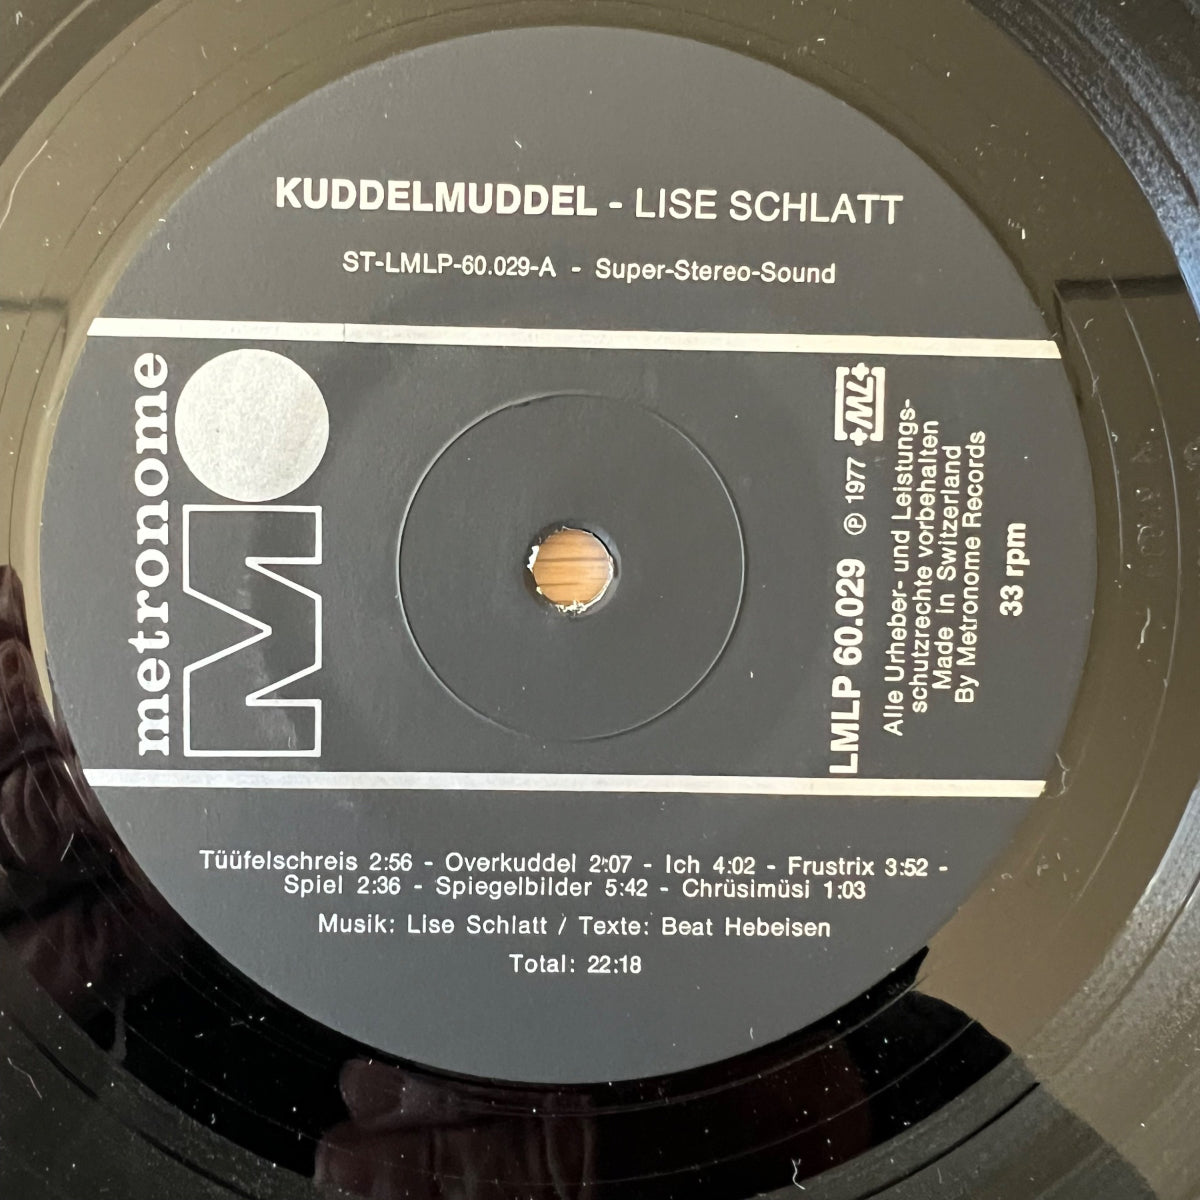 KUDDELMUDDEL - LISE SCHLATT
ST-LMLP-60.029-A - Super-Stereo-Sound
metronome
M
LMLP 60.029 ℗ 1977 ML
Alle Urheber- und Leistungs-
schutzrechte vorbehalten
Made in Switzerland
By Metronome Records
33 rpm
Tüüfelschreis 2:56 - Overkuddel 2:07 - Ich 4:02 - Frustrix 3:52 -
Spiel 2:36 - Spiegelbilder 5:42 - Chrüsimüsi 1:03
Musik: Lise Schlatt / Texte: Beat Hebeisen
Total: 22:18